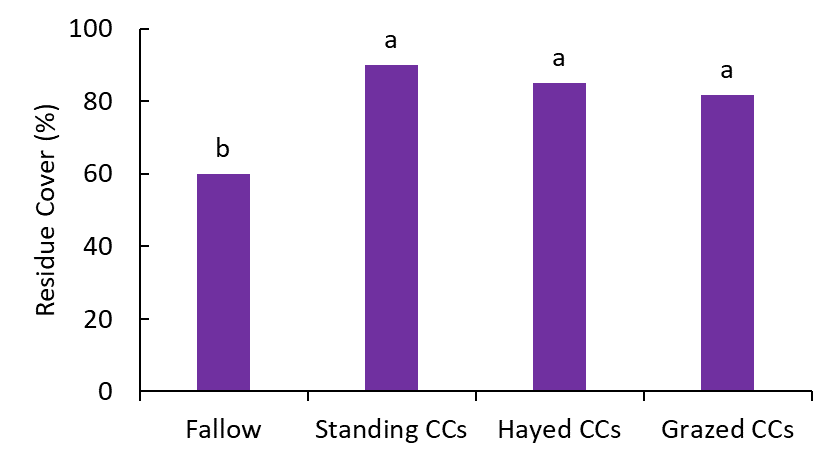 Residue Cover (%)
100
80
60
40
20
0
b
a
a
a
Fallow
Standing CCs
Hayed CCs
Grazed CCs